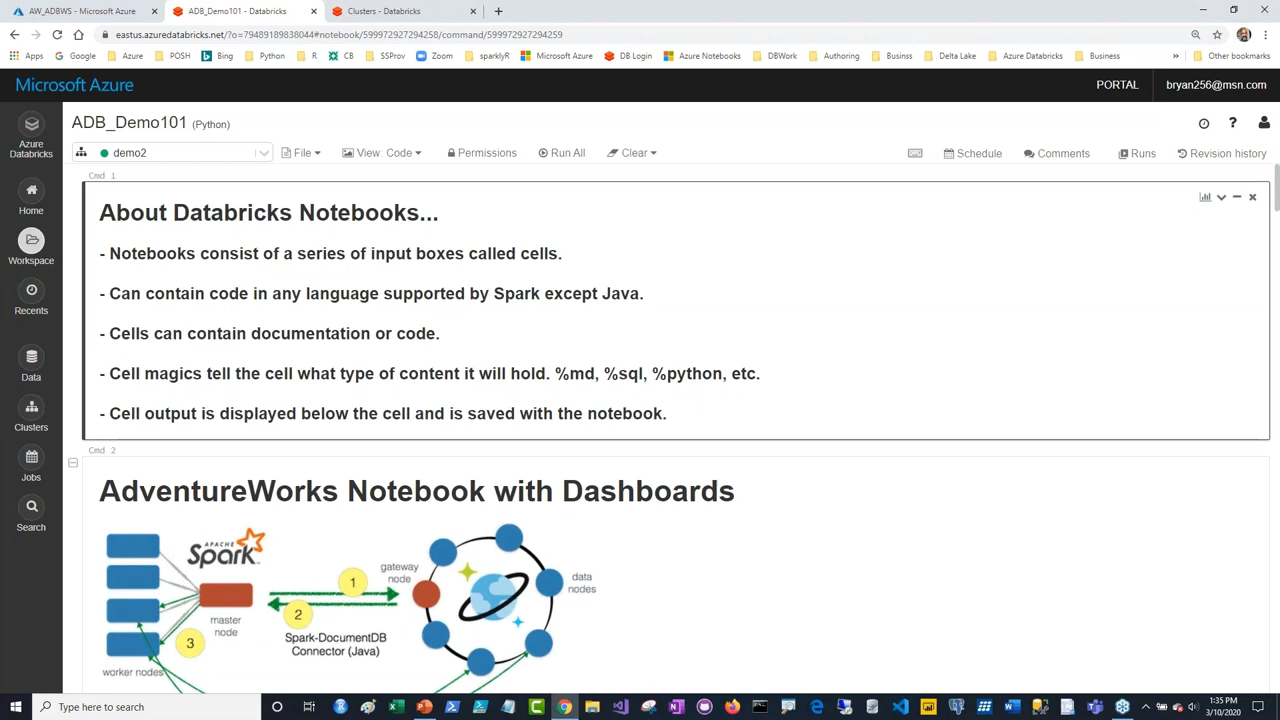 AW_ADBWS - Microsoft Azure
ADB_Demo101 - Databricks
Clusters - Databricks
eastus.azuredatabricks.net/?o=79489189838044#notebook/599972927294258/command/599972927294259
Apps Google Azure POSH Bing Python R CB SSProv Zoom sparklyR Microsoft Azure DB Login Azure Notebooks DBWork Authoring Businss Delta Lake Azure Databricks Business » Other bookmarks
Microsoft Azure PORTAL bryan256@msn.com
ADB_Demo101 (Python)
demo2 File View: Code Permissions Run All Clear Schedule Comments Runs Revision history
Azure
Databricks
Home
Workspace
Recents
Data
Clusters
Jobs
Search
Cmd 1
About Databricks Notebooks...
- Notebooks consist of a series of input boxes called cells.
- Can contain code in any language supported by Spark except Java.
- Cells can contain documentation or code.
- Cell magics tell the cell what type of content it will hold. %md, %sql, %python, etc.
- Cell output is displayed below the cell and is saved with the notebook.
Cmd 2
AdventureWorks Notebook with Dashboards
APACHE
Spark
gateway
node
data
nodes
1
2
3
master
node
Spark-DocumentDB
Connector (Java)
worker nodes
Type here to search
1:35 PM
3/10/2020